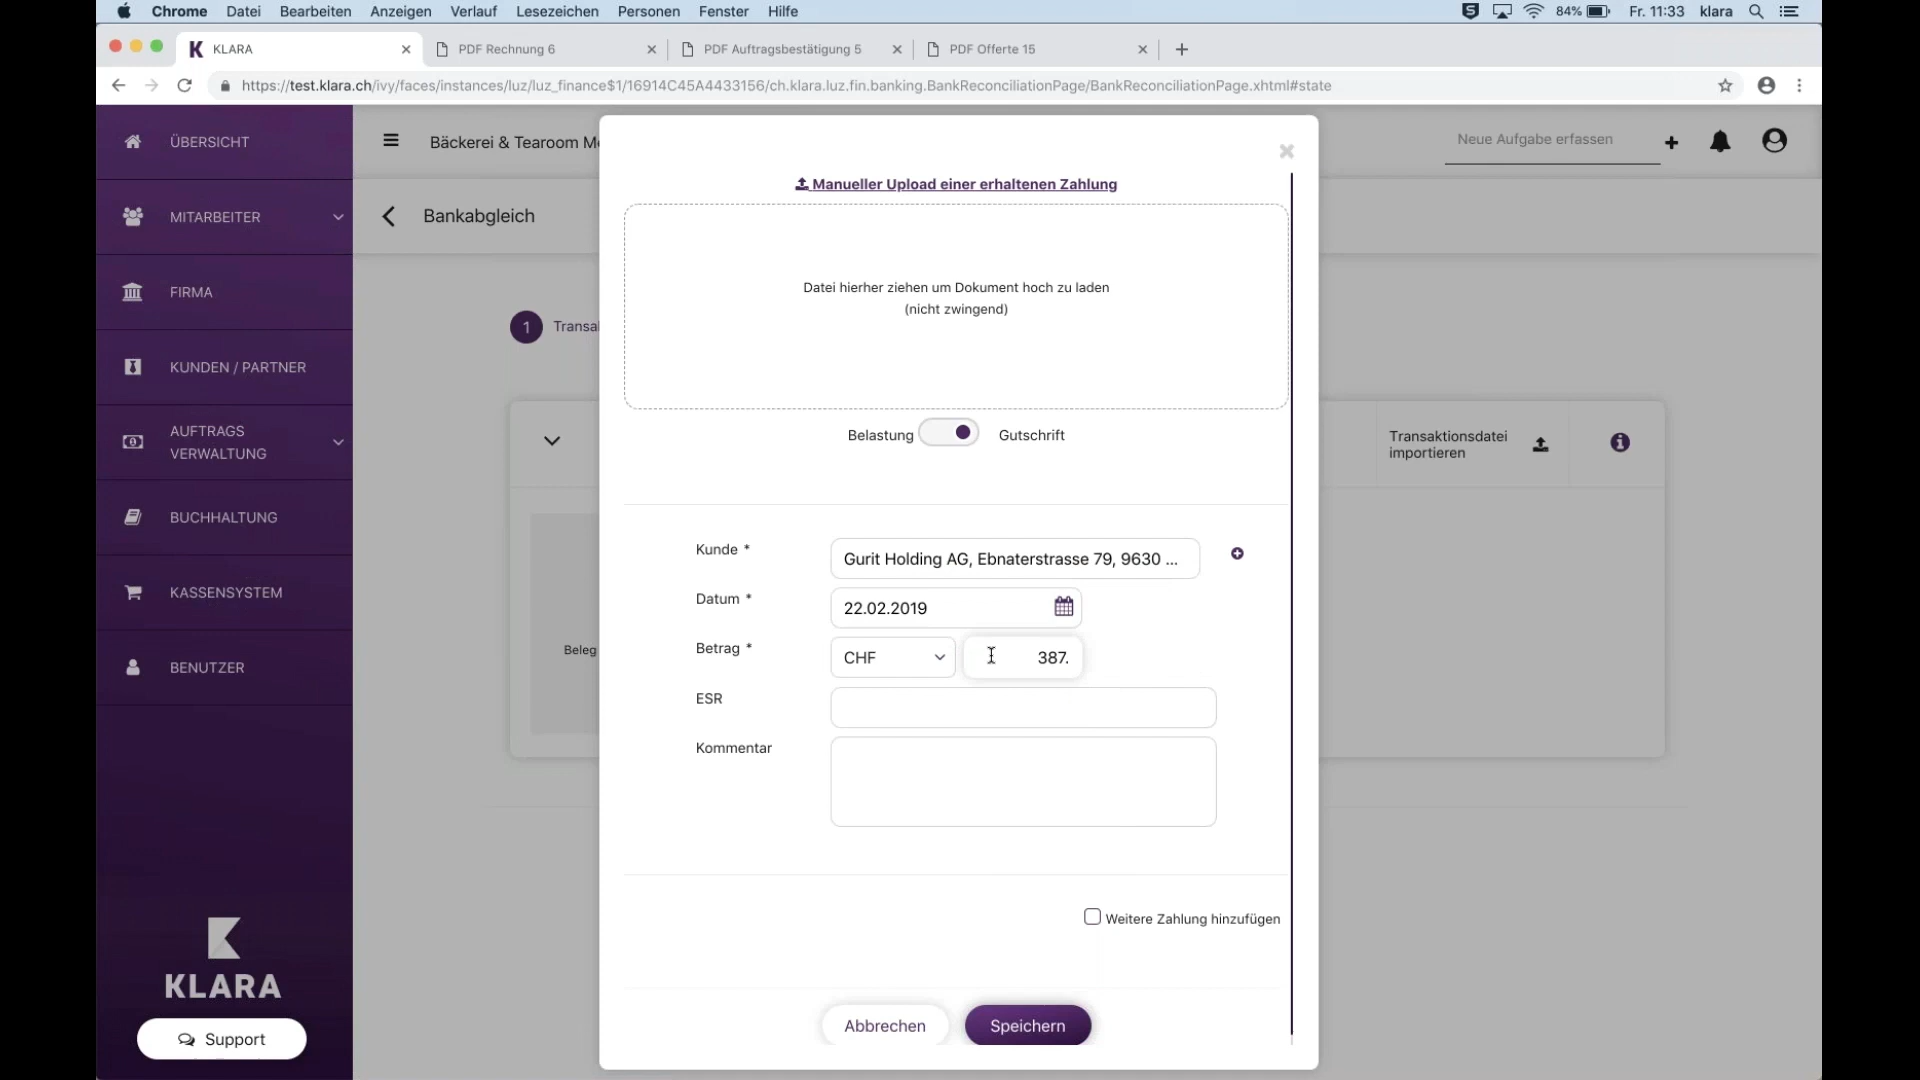 Chrome Datei Bearbeiten Anzeigen Verlauf Lesezeichen Personen Fenster Hilfe 84% Fr. 11:33 klara
KLARA PDF Rechnung 6 PDF Auftragsbestätigung 5 PDF Offerte 15
https://test.klara.ch/ivy/faces/instances/luz/luz_finance$1/16914C45A4433156/ch.klara.luz.fin.banking.BankReconciliationPage/BankReconciliationPage.xhtml#state
ÜBERSICHT
MITARBEITER
FIRMA
KUNDEN / PARTNER
AUFTRAGS
VERWALTUNG
BUCHHALTUNG
KASSENSYSTEM
BENUTZER
KLARA
Support
Bäckerei & Tearoom
Neue Aufgabe erfassen
Bankabgleich
1 Transa
Transaktionsdatei
importieren
Beleg
Manueller Upload einer erhaltenen Zahlung
Datei hierher ziehen um Dokument hoch zu laden
(nicht zwingend)
Belastung Gutschrift
Kunde * Gurit Holding AG, Ebnaterstrasse 79, 9630 ...
Datum * 22.02.2019
Betrag * CHF 387.
ESR
Kommentar
Weitere Zahlung hinzufügen
Abbrechen Speichern